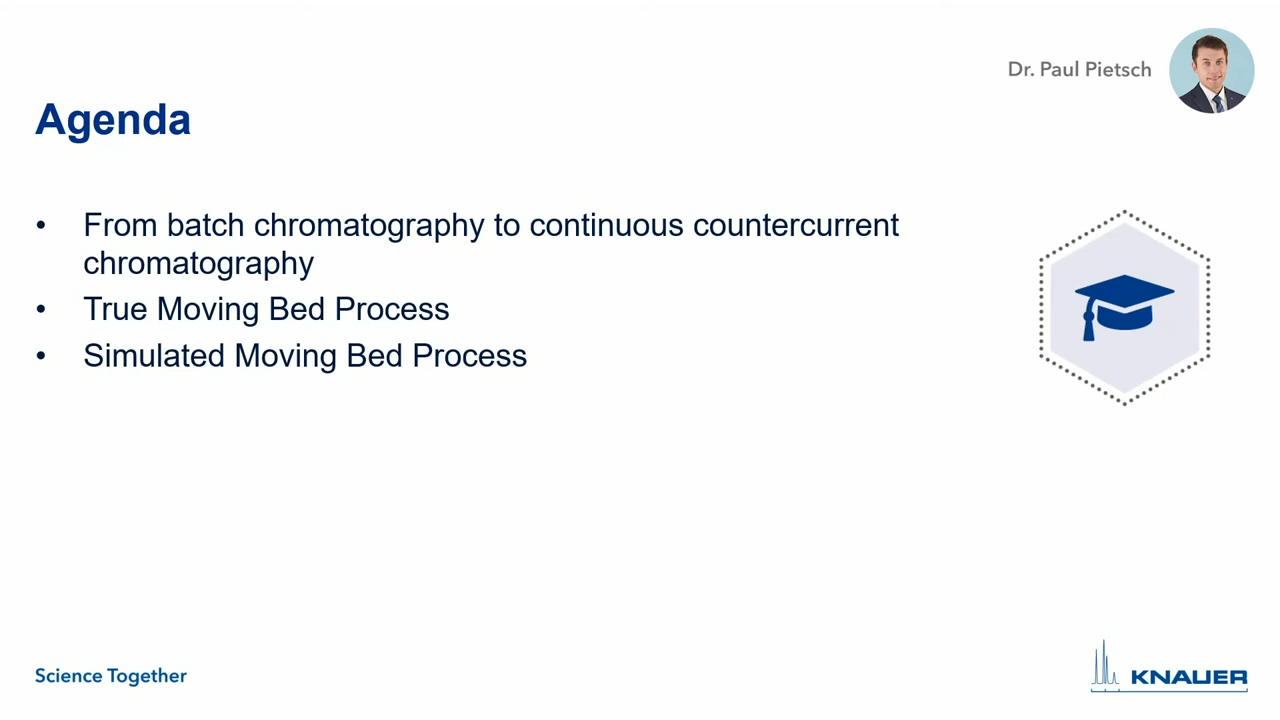 Dr. Paul Pietsch
Agenda
• From batch chromatography to continuous countercurrent
chromatography
• True Moving Bed Process
• Simulated Moving Bed Process
Science Together
KNAUER